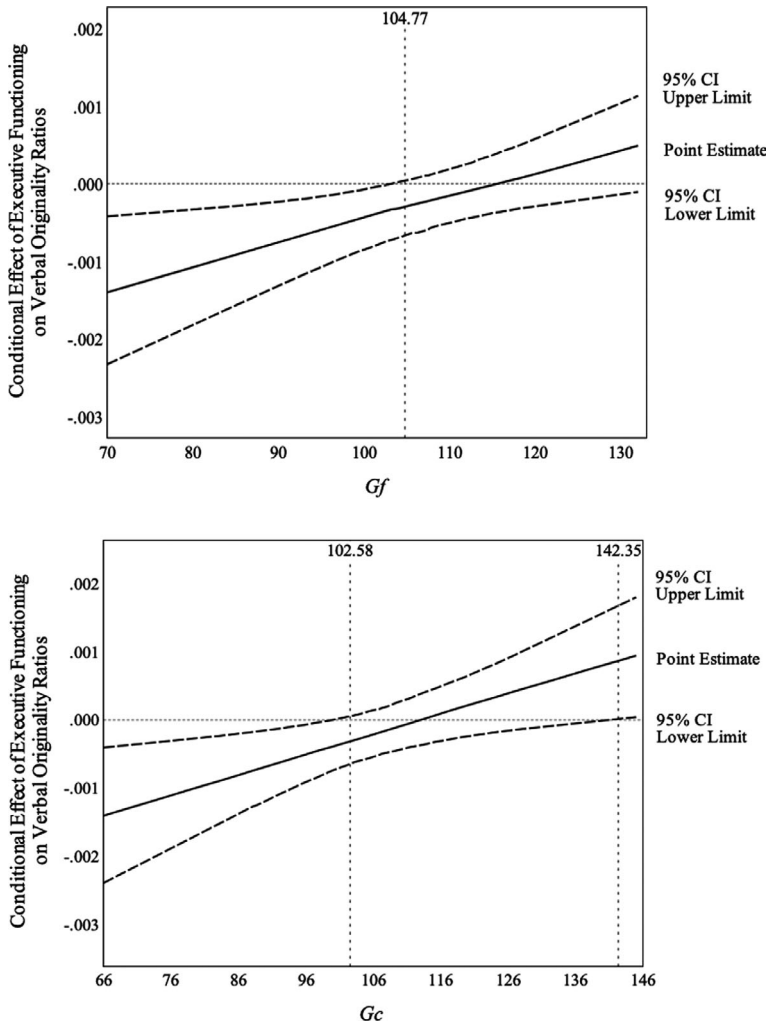 104.77
Conditional Effect of Executive Functioning
on Verbal Originality Ratios
.002
.001
.000
-.001
-.002
-.003
95% CI
Upper Limit
Point Estimate
95% CI
Lower Limit
70 80 90 100 110 120 130
Gf
102.58 142.35
Conditional Effect of Executive Functioning
on Verbal Originality Ratios
.002
.001
.000
-.001
-.002
-.003
95% CI
Upper Limit
Point Estimate
95% CI
Lower Limit
66 76 86 96 106 116 126 136 146
Gc